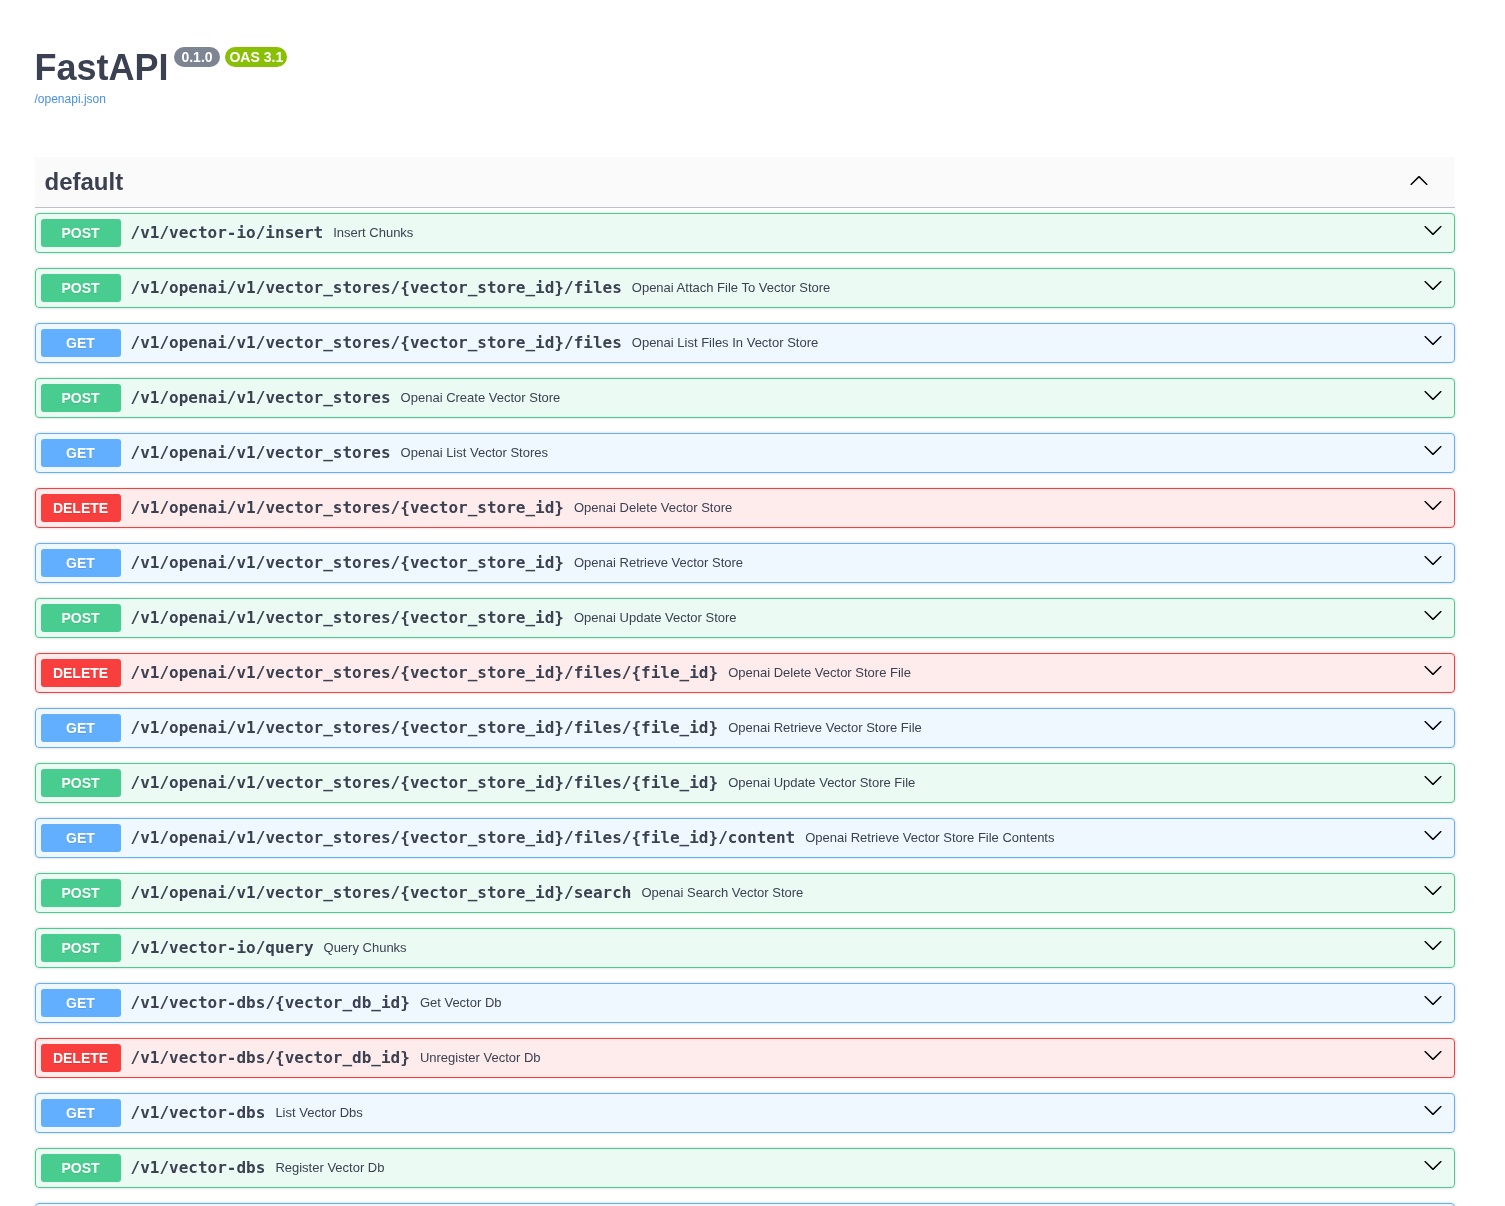 FastAPI 0.1.0 OAS 3.1
/openapi.json
default
POST /v1/vector-io/insert Insert Chunks
POST /v1/openai/v1/vector_stores/{vector_store_id}/files Openai Attach File To Vector Store
GET /v1/openai/v1/vector_stores/{vector_store_id}/files Openai List Files In Vector Store
POST /v1/openai/v1/vector_stores Openai Create Vector Store
GET /v1/openai/v1/vector_stores Openai List Vector Stores
DELETE /v1/openai/v1/vector_stores/{vector_store_id} Openai Delete Vector Store
GET /v1/openai/v1/vector_stores/{vector_store_id} Openai Retrieve Vector Store
POST /v1/openai/v1/vector_stores/{vector_store_id} Openai Update Vector Store
DELETE /v1/openai/v1/vector_stores/{vector_store_id}/files/{file_id} Openai Delete Vector Store File
GET /v1/openai/v1/vector_stores/{vector_store_id}/files/{file_id} Openai Retrieve Vector Store File
POST /v1/openai/v1/vector_stores/{vector_store_id}/files/{file_id} Openai Update Vector Store File
GET /v1/openai/v1/vector_stores/{vector_store_id}/files/{file_id}/content Openai Retrieve Vector Store File Contents
POST /v1/openai/v1/vector_stores/{vector_store_id}/search Openai Search Vector Store
POST /v1/vector-io/query Query Chunks
GET /v1/vector-dbs/{vector_db_id} Get Vector Db
DELETE /v1/vector-dbs/{vector_db_id} Unregister Vector Db
GET /v1/vector-dbs List Vector Dbs
POST /v1/vector-dbs Register Vector Db